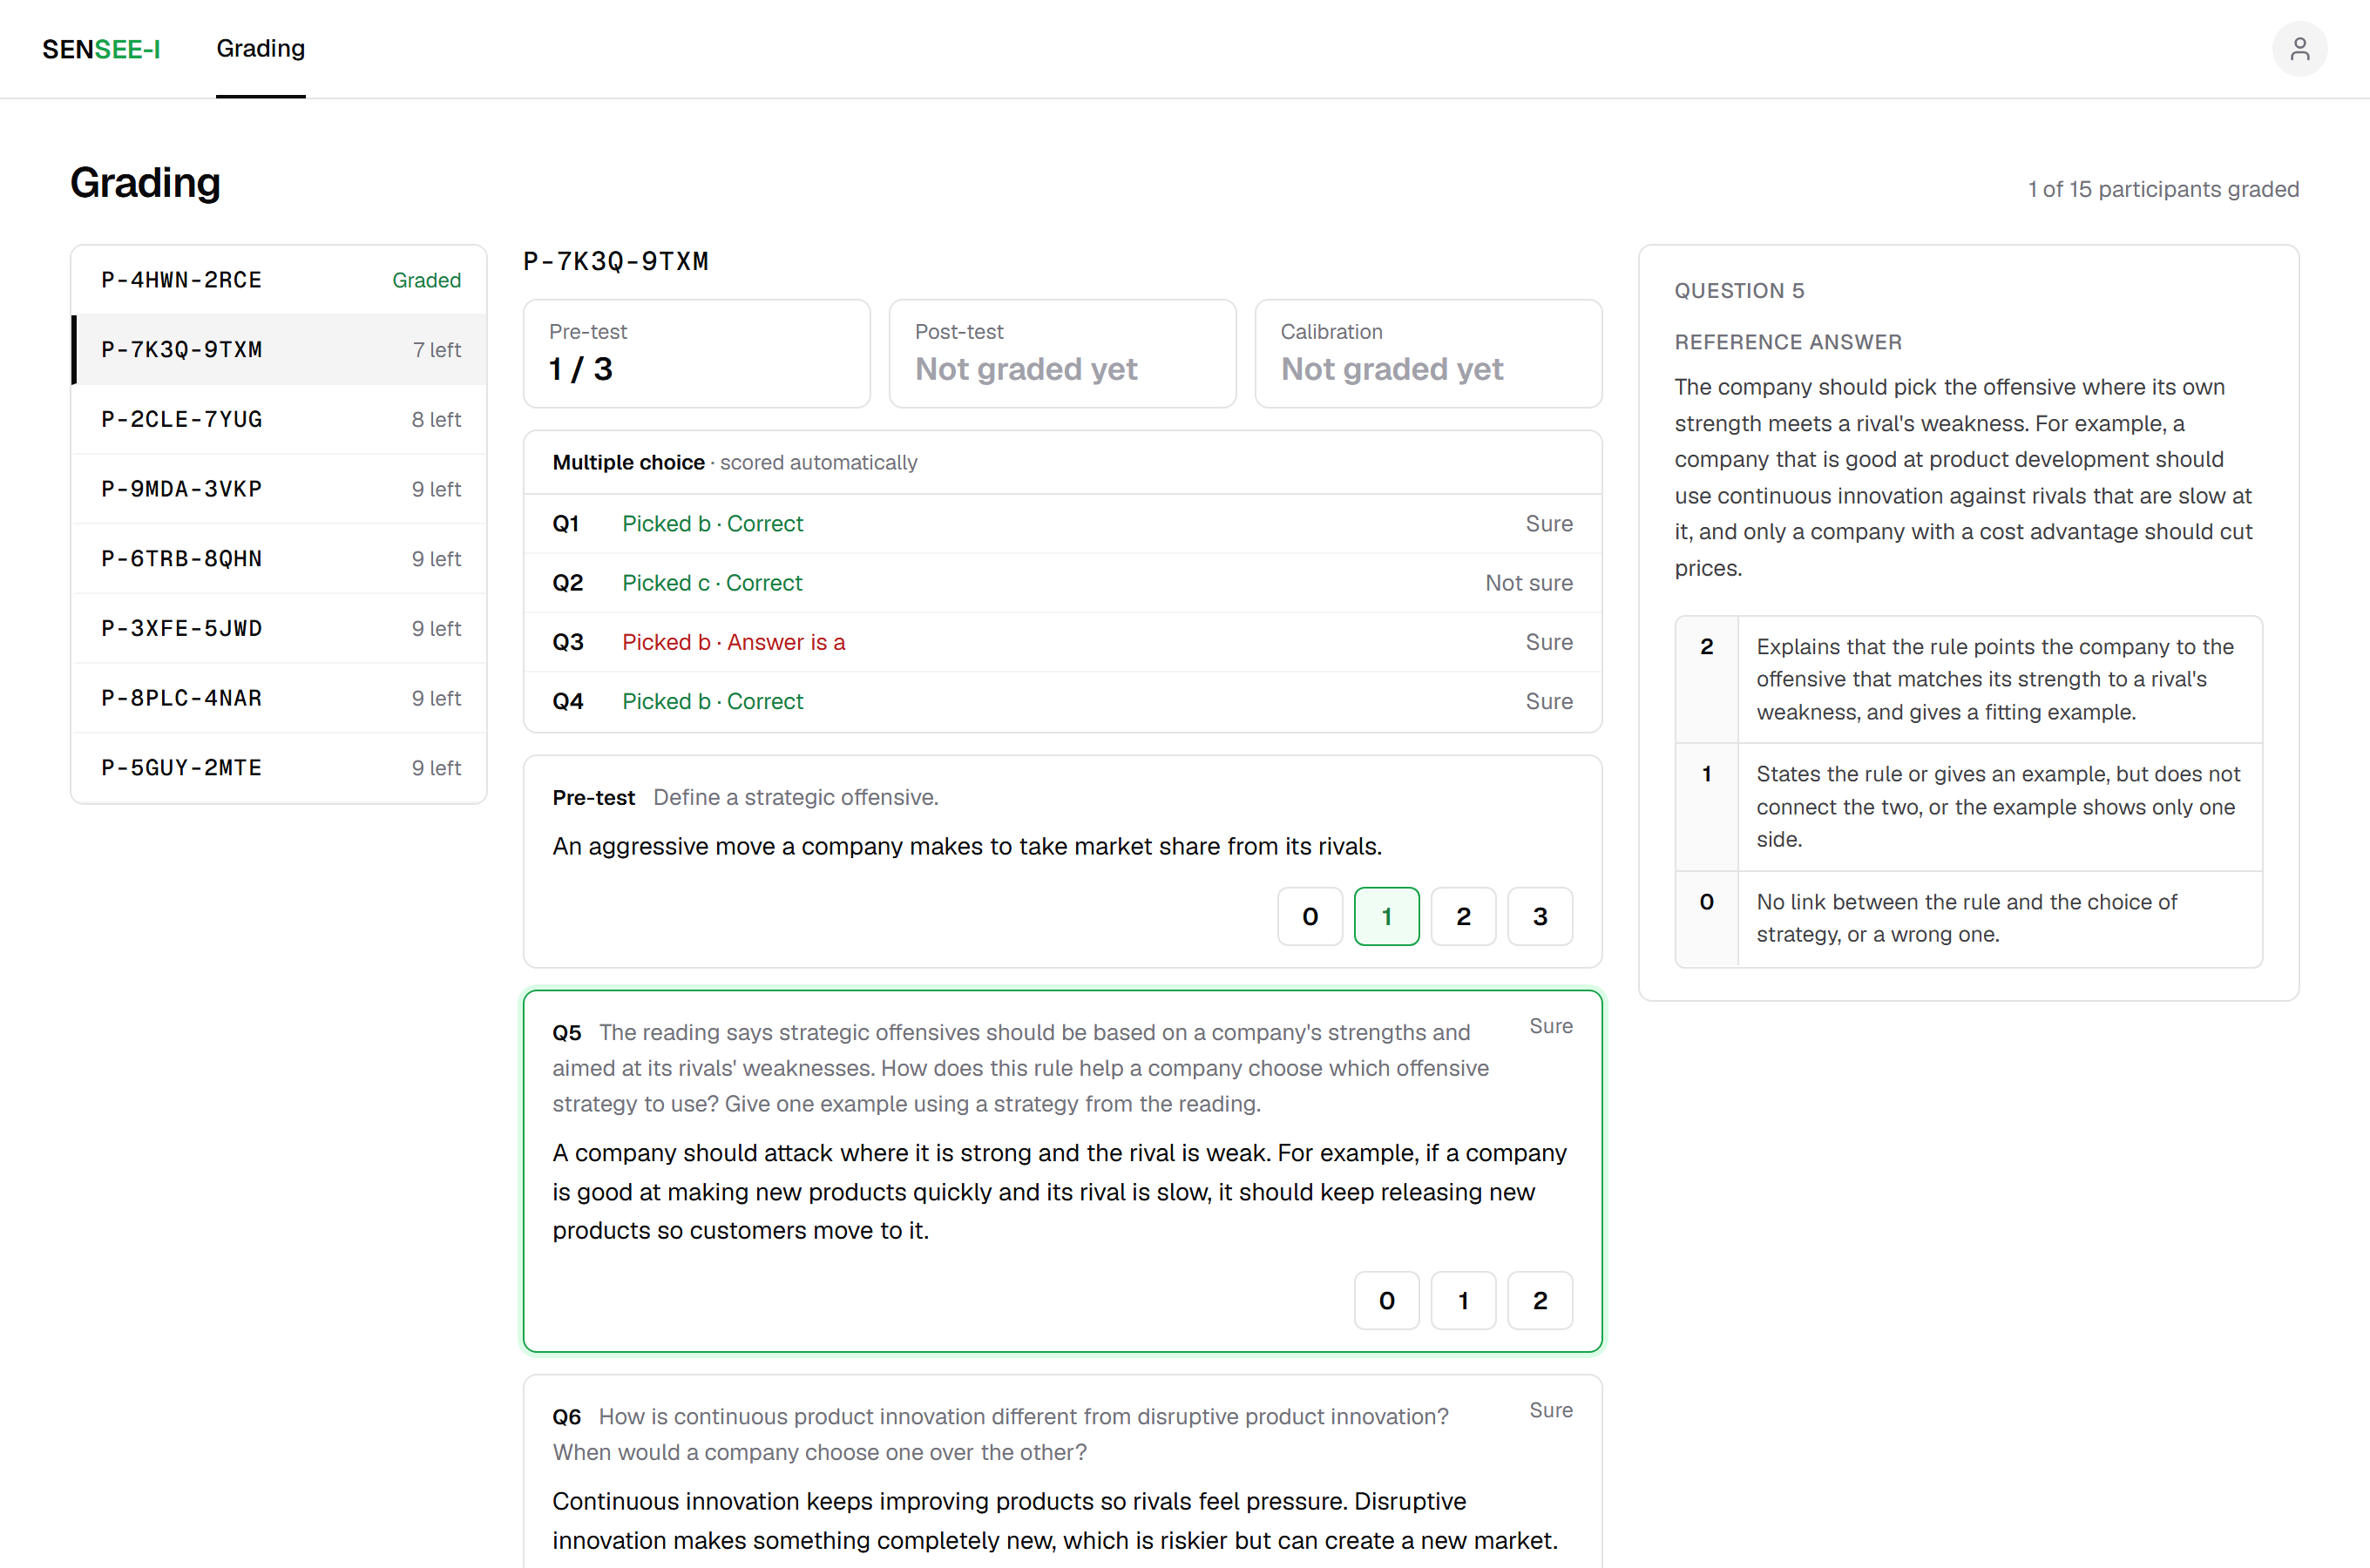 SENSEE-I
Grading
Grading
1 of 15 participants graded
P-4HWN-2RCE Graded
P-7K3Q-9TXM 7 left
P-2CLE-7YUG 8 left
P-9MDA-3VKP 9 left
P-6TRB-8QHN 9 left
P-3XFE-5JWD 9 left
P-8PLC-4NAR 9 left
P-5GUY-2MTE 9 left
P-7K3Q-9TXM
Pre-test
1 / 3
Post-test
Not graded yet
Calibration
Not graded yet
Multiple choice · scored automatically
Q1 Picked b · Correct Sure
Q2 Picked c · Correct Not sure
Q3 Picked b · Answer is a Sure
Q4 Picked b · Correct Sure
Pre-test Define a strategic offensive.
An aggressive move a company makes to take market share from its rivals.
0 1 2 3
Q5 The reading says strategic offensives should be based on a company's strengths and Sure
aimed at its rivals' weaknesses. How does this rule help a company choose which offensive
strategy to use? Give one example using a strategy from the reading.
A company should attack where it is strong and the rival is weak. For example, if a company
is good at making new products quickly and its rival is slow, it should keep releasing new
products so customers move to it.
0 1 2
Q6 How is continuous product innovation different from disruptive product innovation? Sure
When would a company choose one over the other?
Continuous innovation keeps improving products so rivals feel pressure. Disruptive
innovation makes something completely new, which is riskier but can create a new market.
QUESTION 5
REFERENCE ANSWER
The company should pick the offensive where its own
strength meets a rival's weakness. For example, a
company that is good at product development should
use continuous innovation against rivals that are slow at
it, and only a company with a cost advantage should cut
prices.
2 Explains that the rule points the company to the
offensive that matches its strength to a rival's
weakness, and gives a fitting example.
1 States the rule or gives an example, but does not
connect the two, or the example shows only one
side.
0 No link between the rule and the choice of
strategy, or a wrong one.